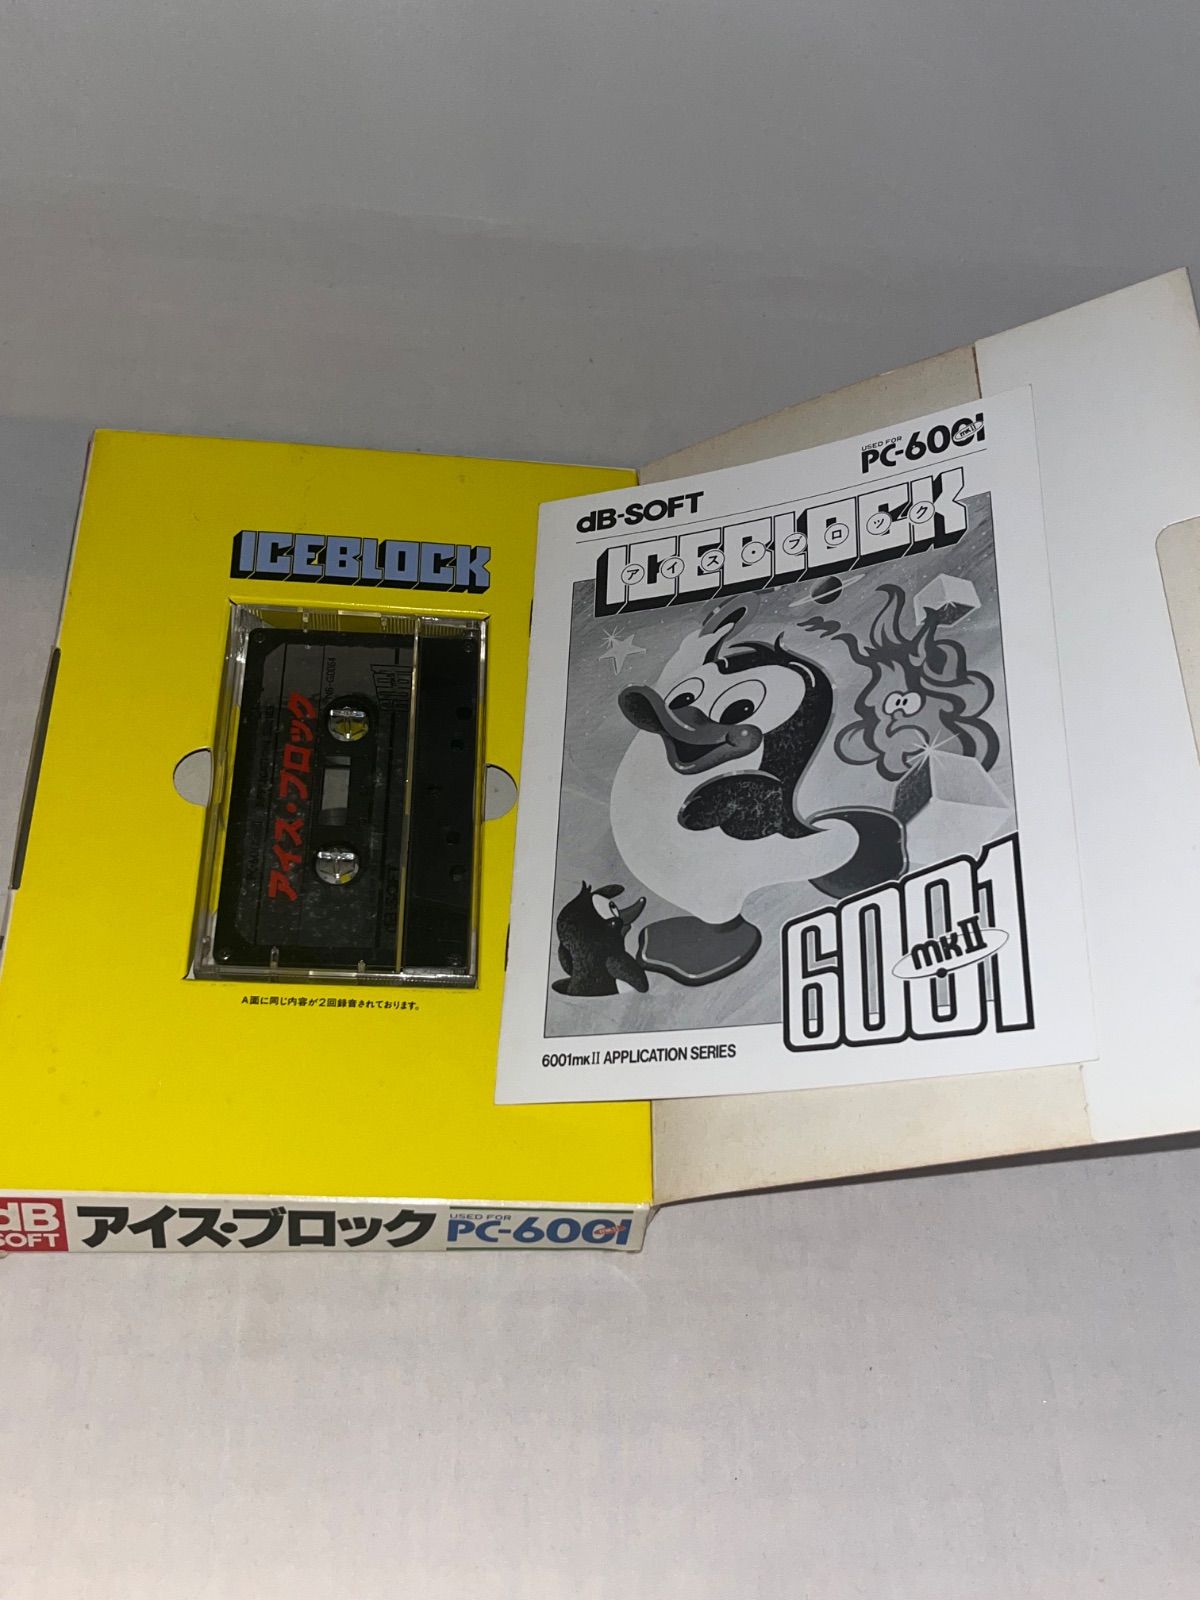 ICEBLOCK
アイス・ブロック
dB-SOFT
6001
A面に同じ内容が2回録音されております。
dB-SOFT
USED FOR
PC-6001
mkII
ICEBLOCK
アイス・ブロック
6001
mkII
6001mkII APPLICATION SERIES
dB
SOFT
アイス・ブロック
USED FOR
PC-6001